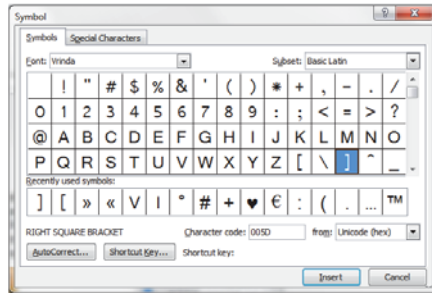 Symbol
Symbols Special Characters
Font: Vrinda Subset: Basic Latin
! " # $ % & ' ( ) * + , - . /
0 1 2 3 4 5 6 7 8 9 : ; < = > ?
@ A B C D E F G H I J K L M N O
P Q R S T U V W X Y Z [ \ ] ^ _
Recently used symbols:
] [ » « V | ° # + ♥ € : ( . … ™
RIGHT SQUARE BRACKET Character code: 005D from: Unicode (hex)
AutoCorrect... Shortcut Key... Shortcut key:
Insert Cancel